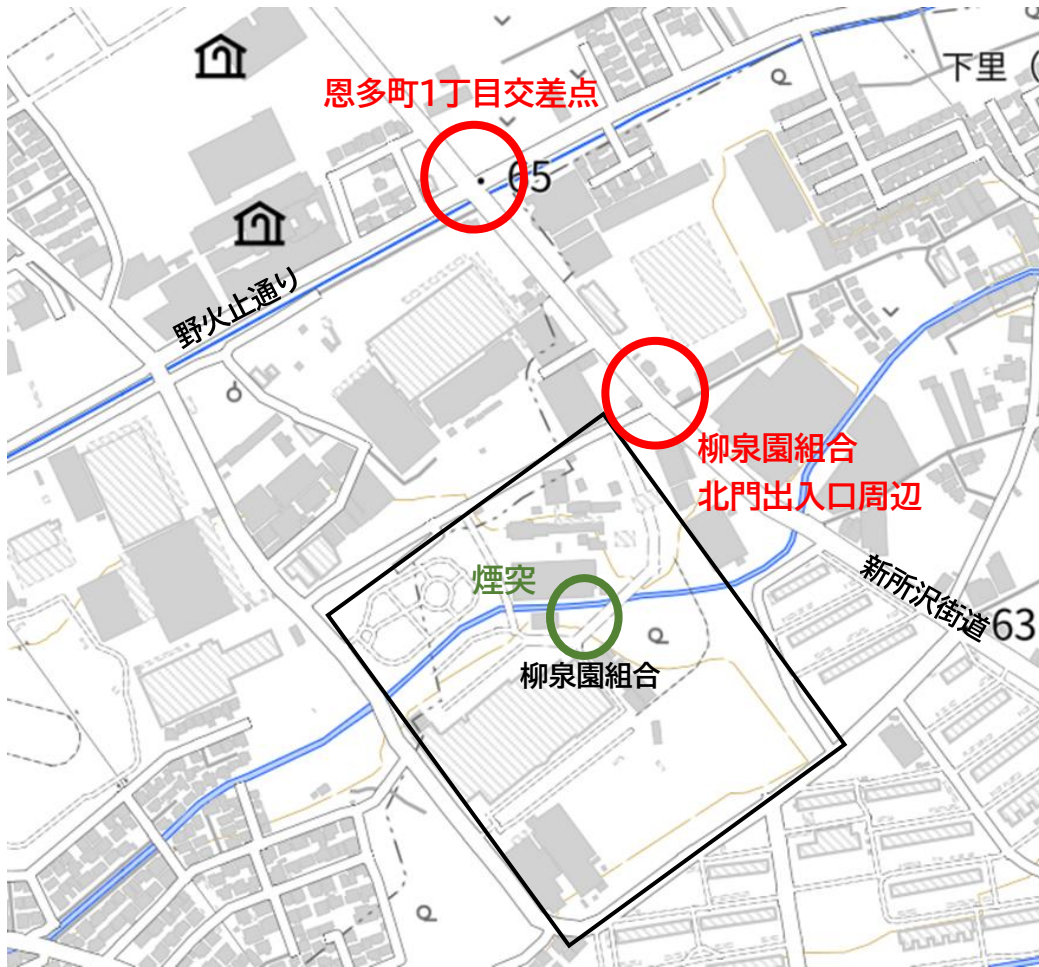 下里（
恩多町1丁目交差点
65
野火止通り
柳泉園組合
北門出入口周辺
新所沢街道
63
煙突
柳泉園組合